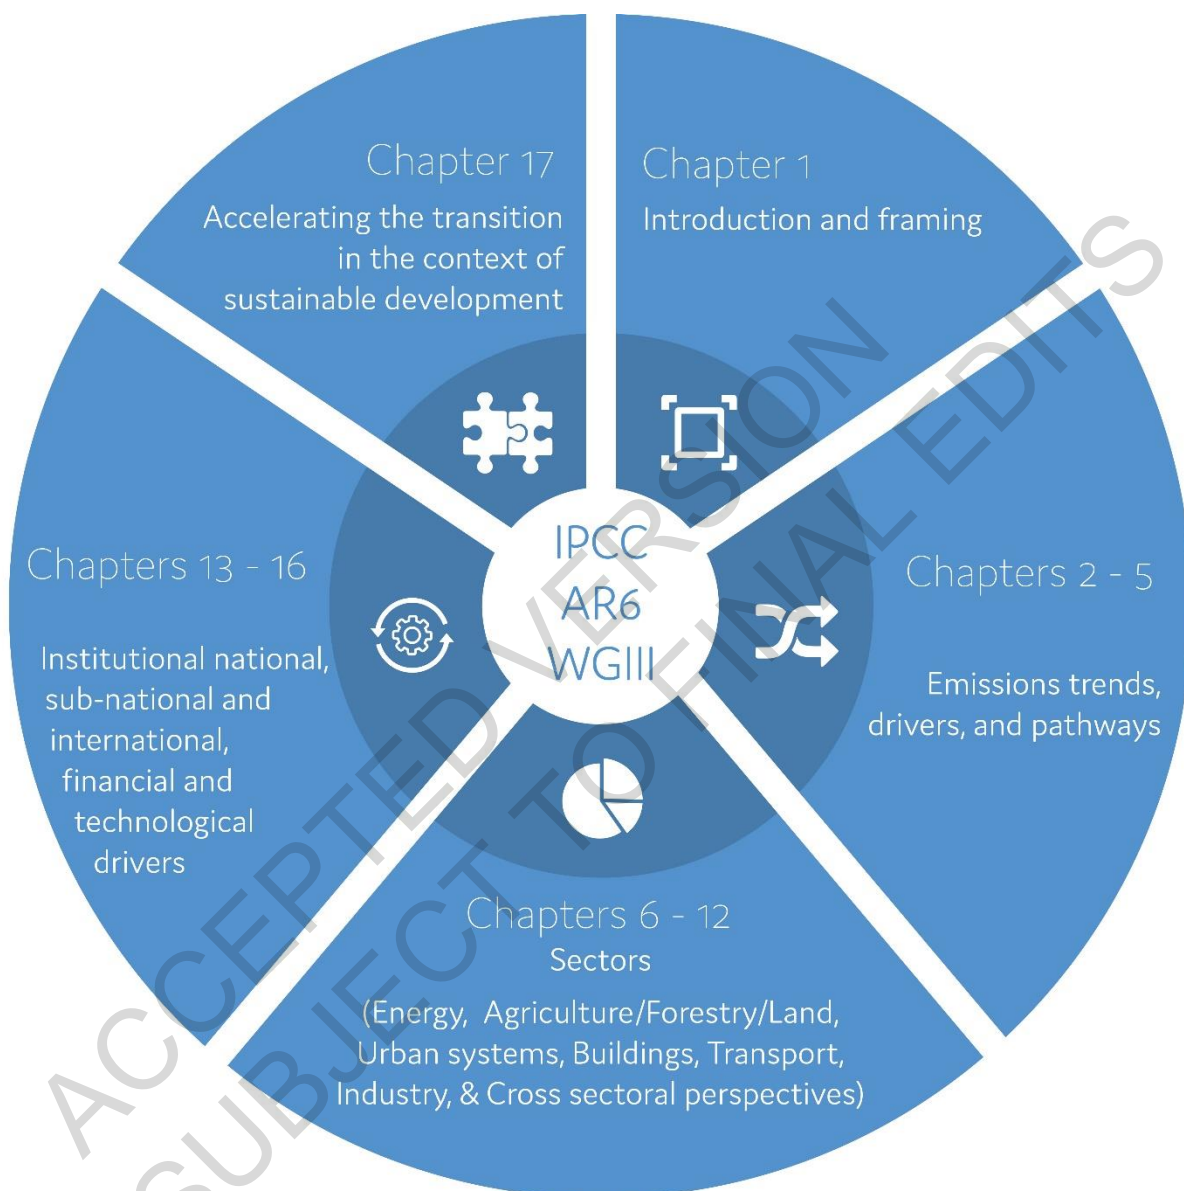 Chapter 17
Accelerating the transition
in the context of
sustainable development
Chapter 1
Introduction and framing
Chapters 2 - 5
Emissions trends,
drivers, and pathways
Chapters 6 - 12
Sectors
(Energy, Agriculture/Forestry/Land,
Urban systems, Buildings, Transport,
Industry, & Cross sectoral perspectives)
Chapters 13 - 16
Institutional national,
sub-national and
international,
financial and
technological
drivers
IPCC
AR6
WGIII
ACCEPTED VERSION
SUBJECT TO FINAL EDITS